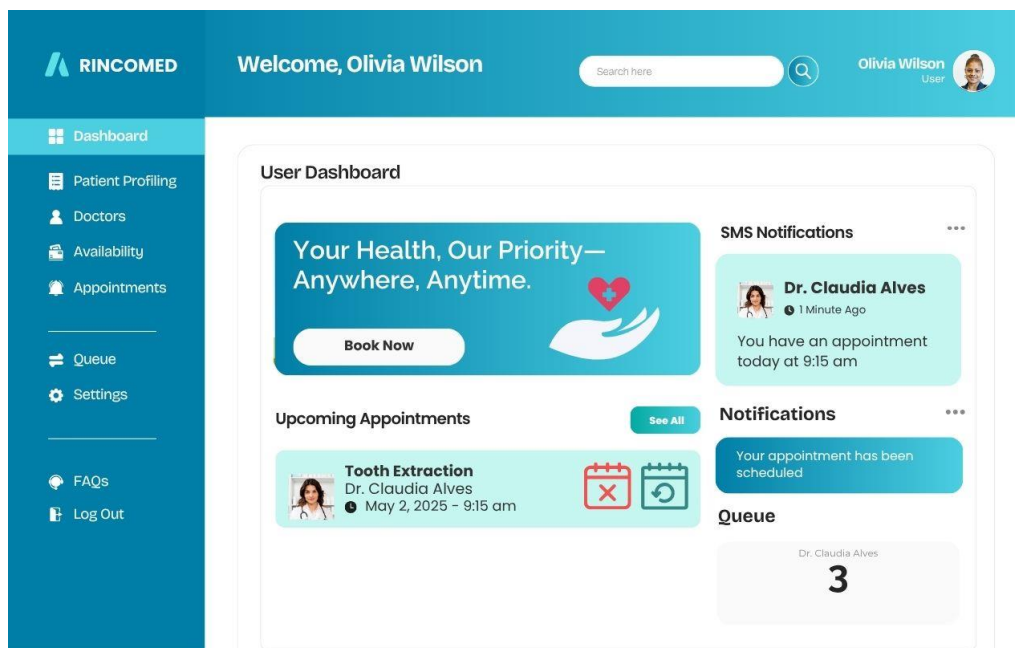 RINCOMED
Welcome, Olivia Wilson
Search here
Olivia Wilson
User
Dashboard
Patient Profiling
Doctors
Availability
Appointments
Queue
Settings
FAQs
Log Out
User Dashboard
Your Health, Our Priority—
Anywhere, Anytime.
Book Now
Upcoming Appointments
See All
Tooth Extraction
Dr. Claudia Alves
May 2, 2025 - 9:15 am
SMS Notifications
Dr. Claudia Alves
1 Minute Ago
You have an appointment
today at 9:15 am
Notifications
Your appointment has been
scheduled
Queue
Dr. Claudia Alves
3